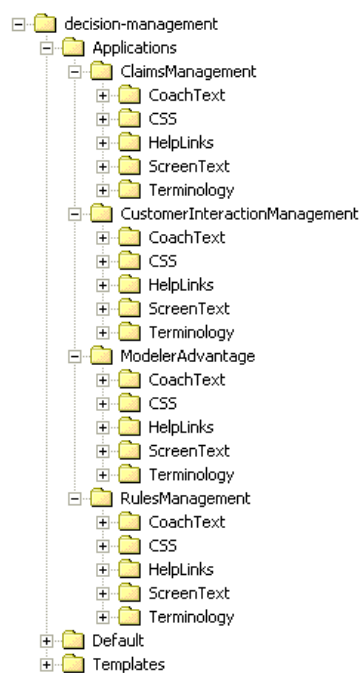 decision-management
Applications
ClaimsManagement
CoachText
CSS
HelpLinks
ScreenText
Terminology
CustomerInteractionManagement
CoachText
CSS
HelpLinks
ScreenText
Terminology
ModelerAdvantage
CoachText
CSS
HelpLinks
ScreenText
Terminology
RulesManagement
CoachText
CSS
HelpLinks
ScreenText
Terminology
Default
Templates